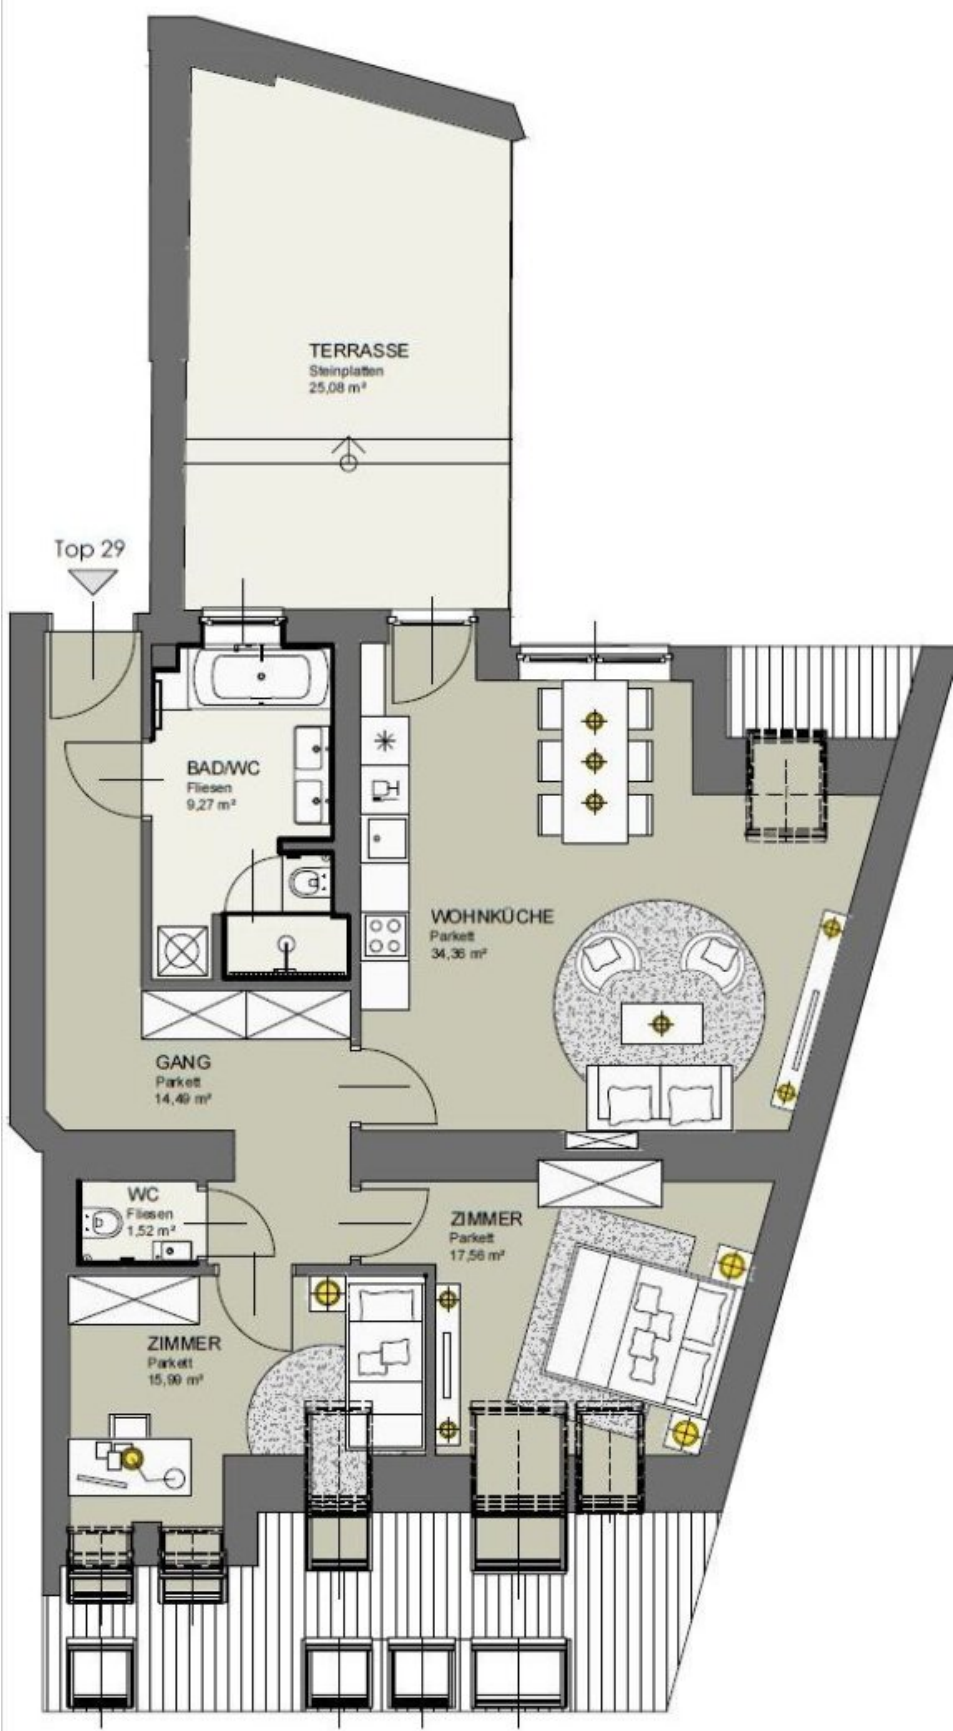 TERRASSE
Steinplatten
25,08 m²
Top 29
BAD/WC
Fliesen
9,27 m²
WOHNKÜCHE
Parkett
34,36 m²
GANG
Parkett
14,49 m²
WC
Fliesen
1,52 m²
ZIMMER
Parkett
17,56 m²
ZIMMER
Parkett
15,99 m²